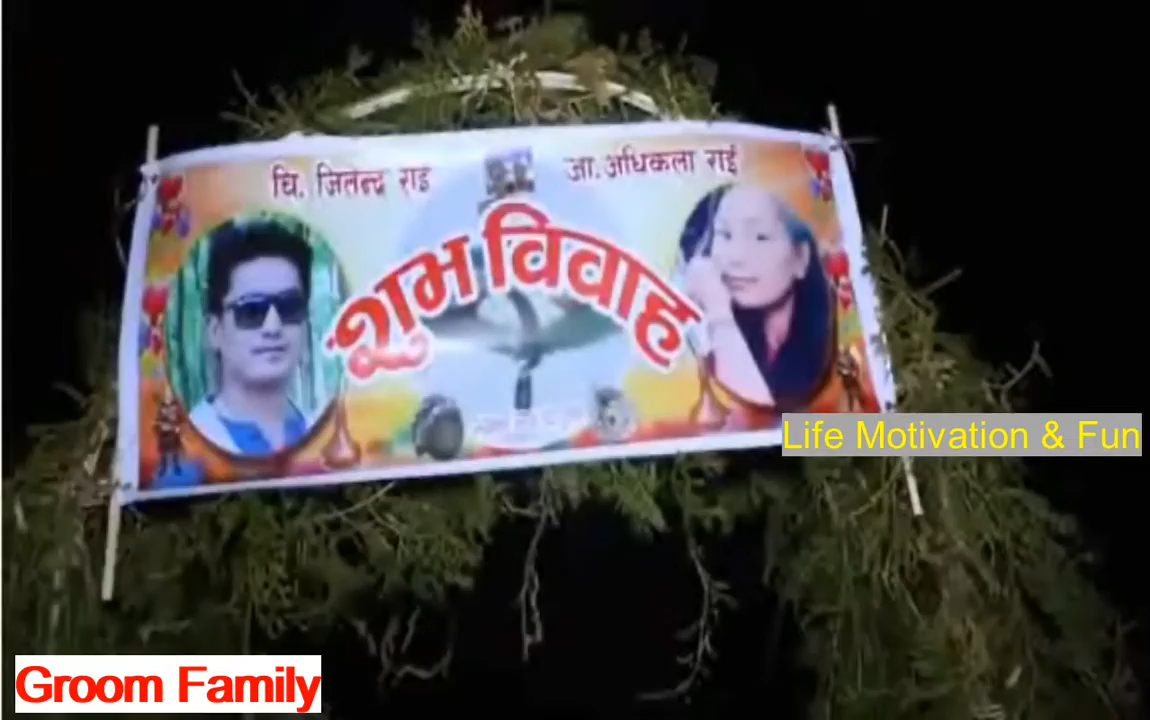 चि. जितेन्द्र राई
जा. अधिकला राई
शुभ विवाह
Life Motivation & Fun
Groom Family